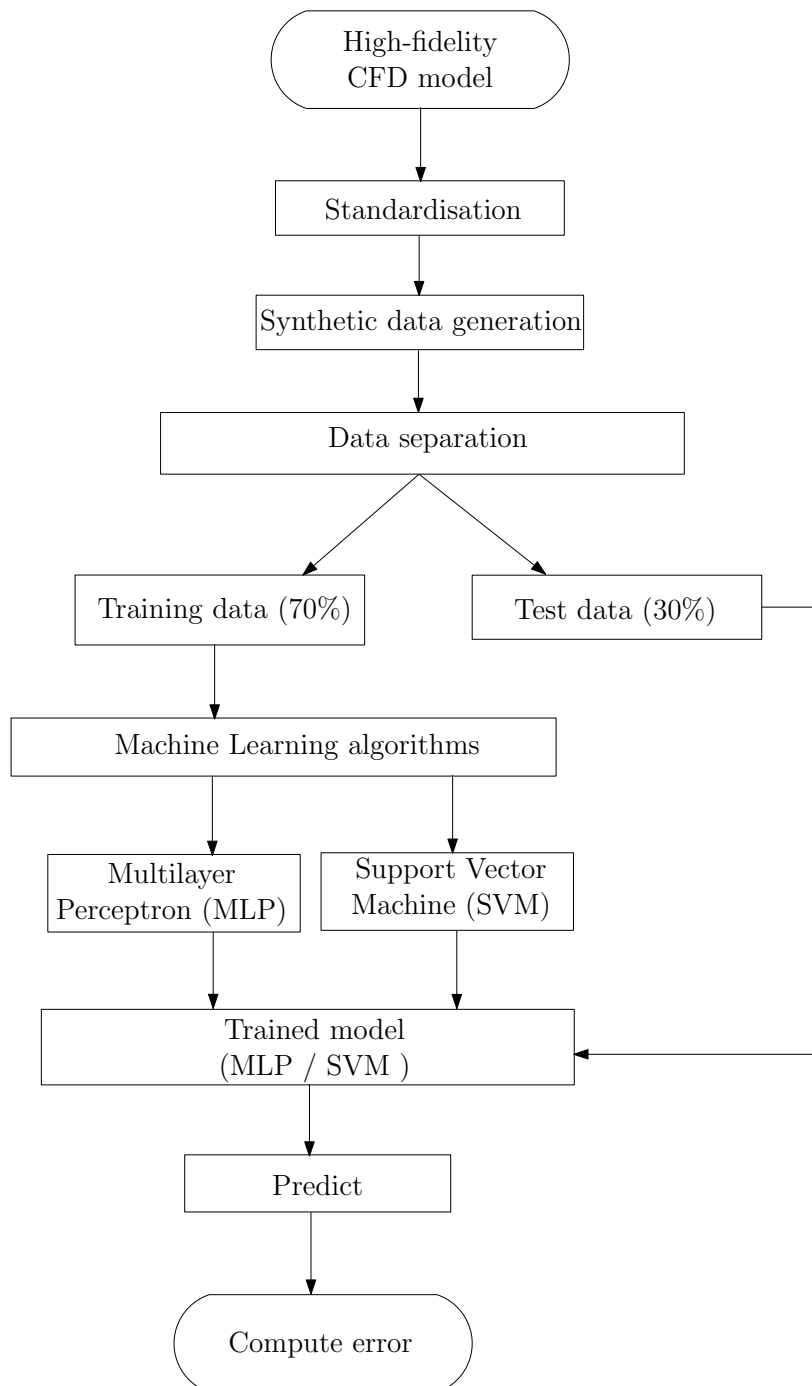 High-fidelity
CFD model
Standardisation
Synthetic data generation
Data separation
Training data (70%)
Test data (30%)
Machine Learning algorithms
Multilayer
Perceptron (MLP)
Support Vector
Machine (SVM)
Trained model
(MLP / SVM )
Predict
Compute error